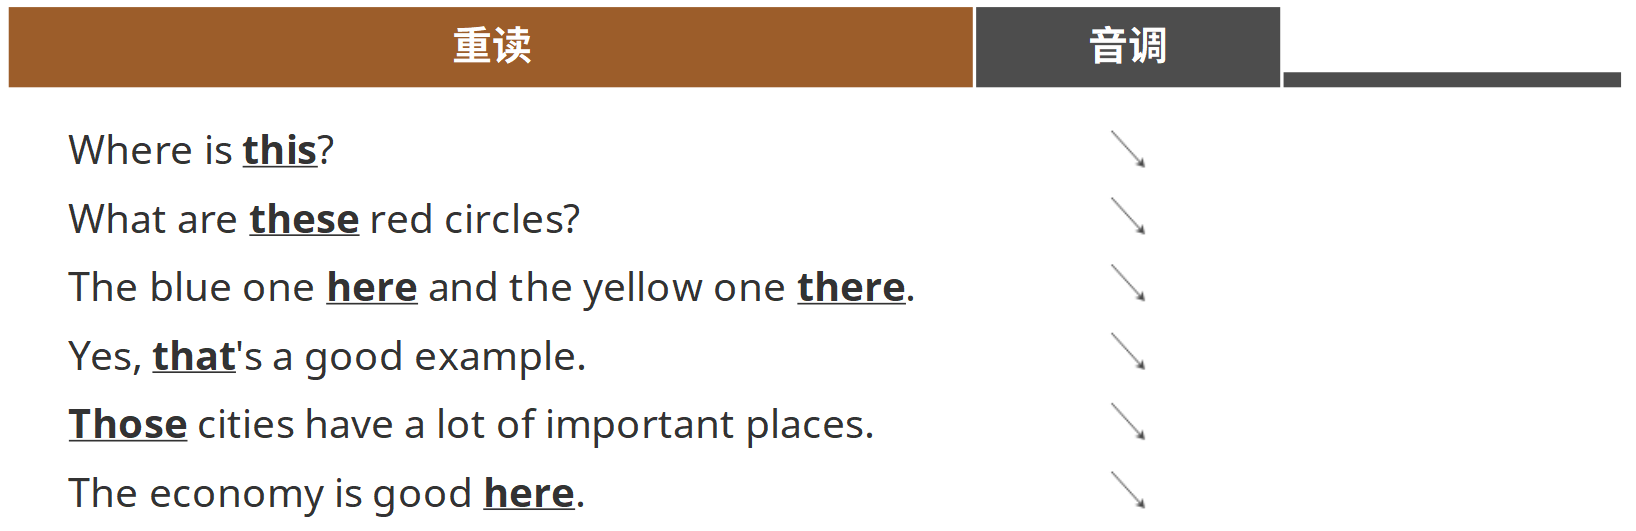 重读 音调
Where is this?
What are these red circles?
The blue one here and the yellow one there.
Yes, that's a good example.
Those cities have a lot of important places.
The economy is good here.